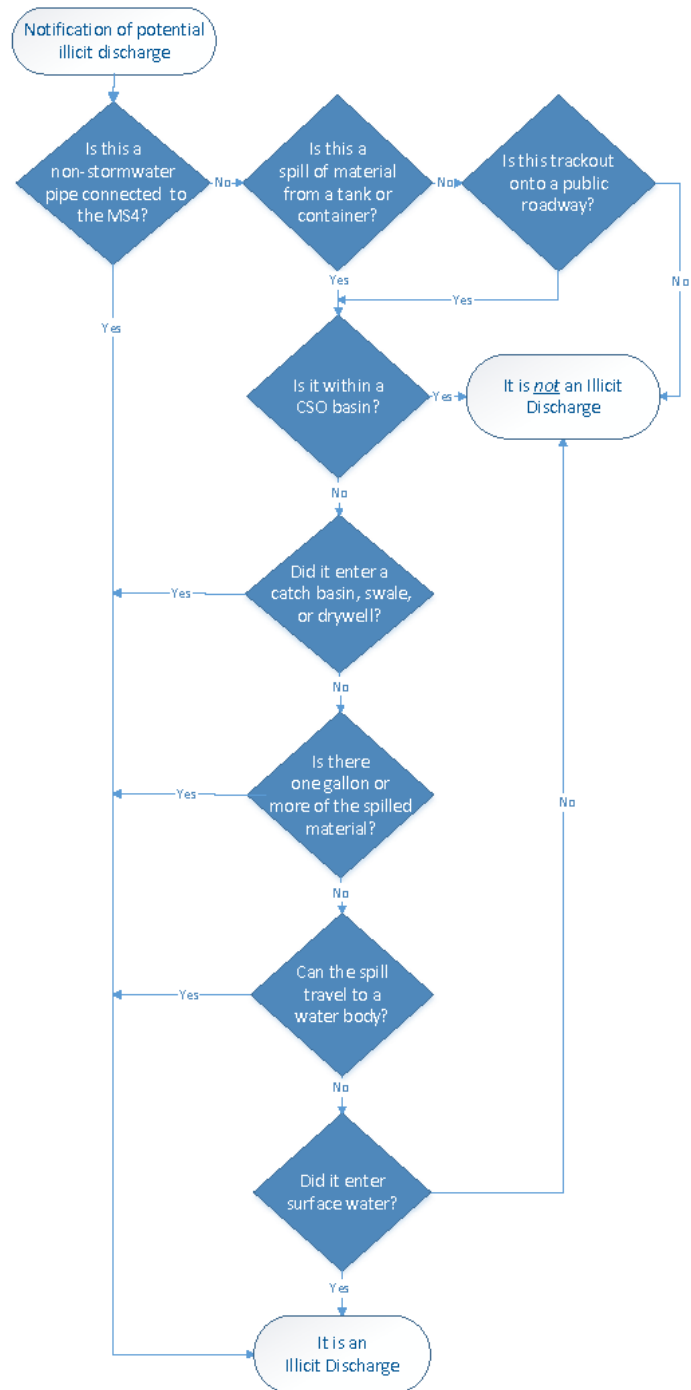 Notification of potential
illicit discharge
Is this a
non-stormwater
pipe connected to
the MS4?
No
Is this a
spill of material
from a tank or
container?
No
Is this trackout
onto a public
roadway?
No
Yes
Yes
Yes
Is it within a
CSO basin?
Yes
It is not an Illicit
Discharge
No
Did it enter a
catch basin, swale,
or drywell?
Yes
No
Is there
one gallon or
more of the spilled
material?
Yes
No
No
Can the spill
travel to a
water body?
Yes
No
Did it enter
surface water?
Yes
It is an
Illicit Discharge